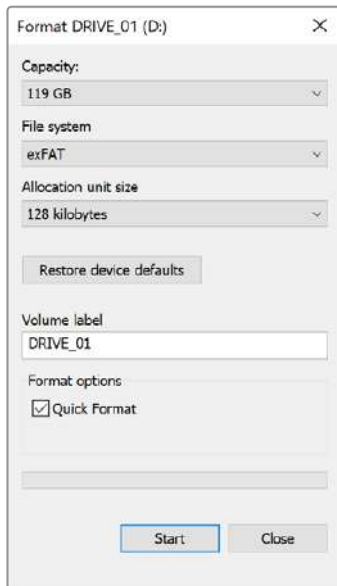 Format DRIVE_01 (D:)
Capacity:
119 GB
File system
exFAT
Allocation unit size
128 kilobytes
Restore device defaults
Volume label
DRIVE_01
Format options
Quick Format
Start Close